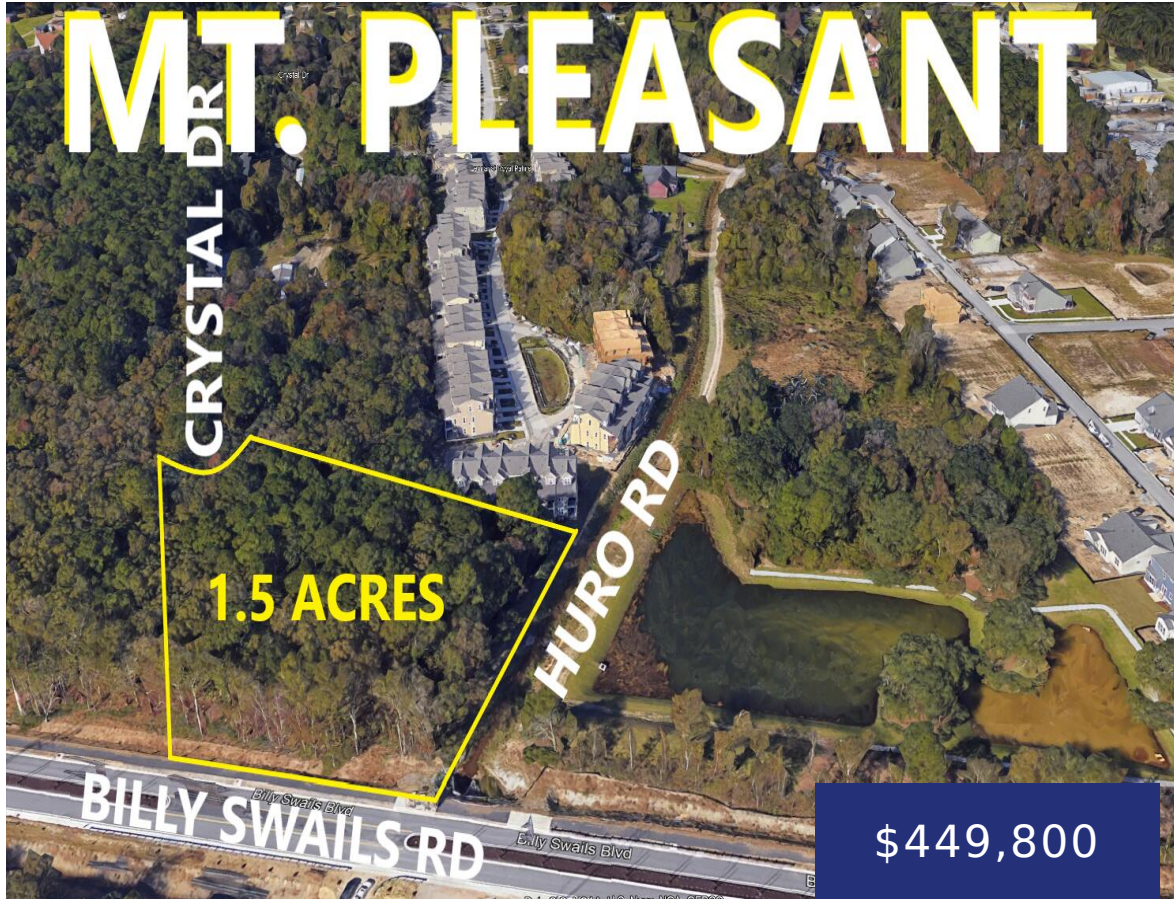 MT. PLEASANT
Crystal Dr
CRYSTAL DR
HURO RD
1.5 ACRES
Billy Swails Blvd
BILLY SWAILS RD
Billy Swails Blvd
$449,800